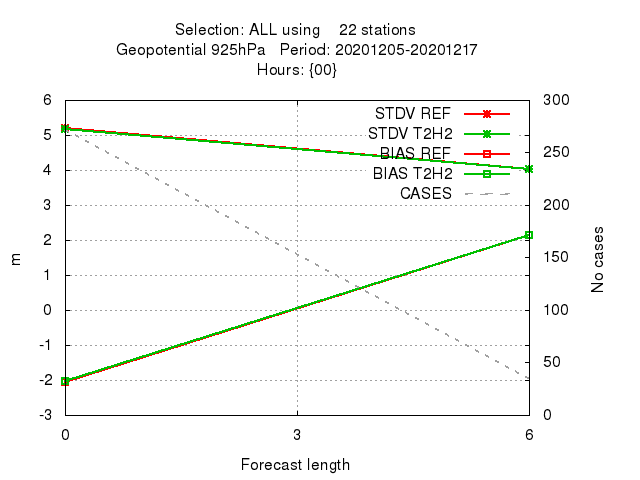 Selection: ALL using    22 stations
Geopotential 925hPa   Period: 20201205-20201217
Hours: {00}
6
5
4
3
2
1
0
-1
-2
-3
m
STDV REF
STDV T2H2
BIAS REF
BIAS T2H2
CASES
300
250
200
150
100
50
0
No cases
0 3 6
Forecast length